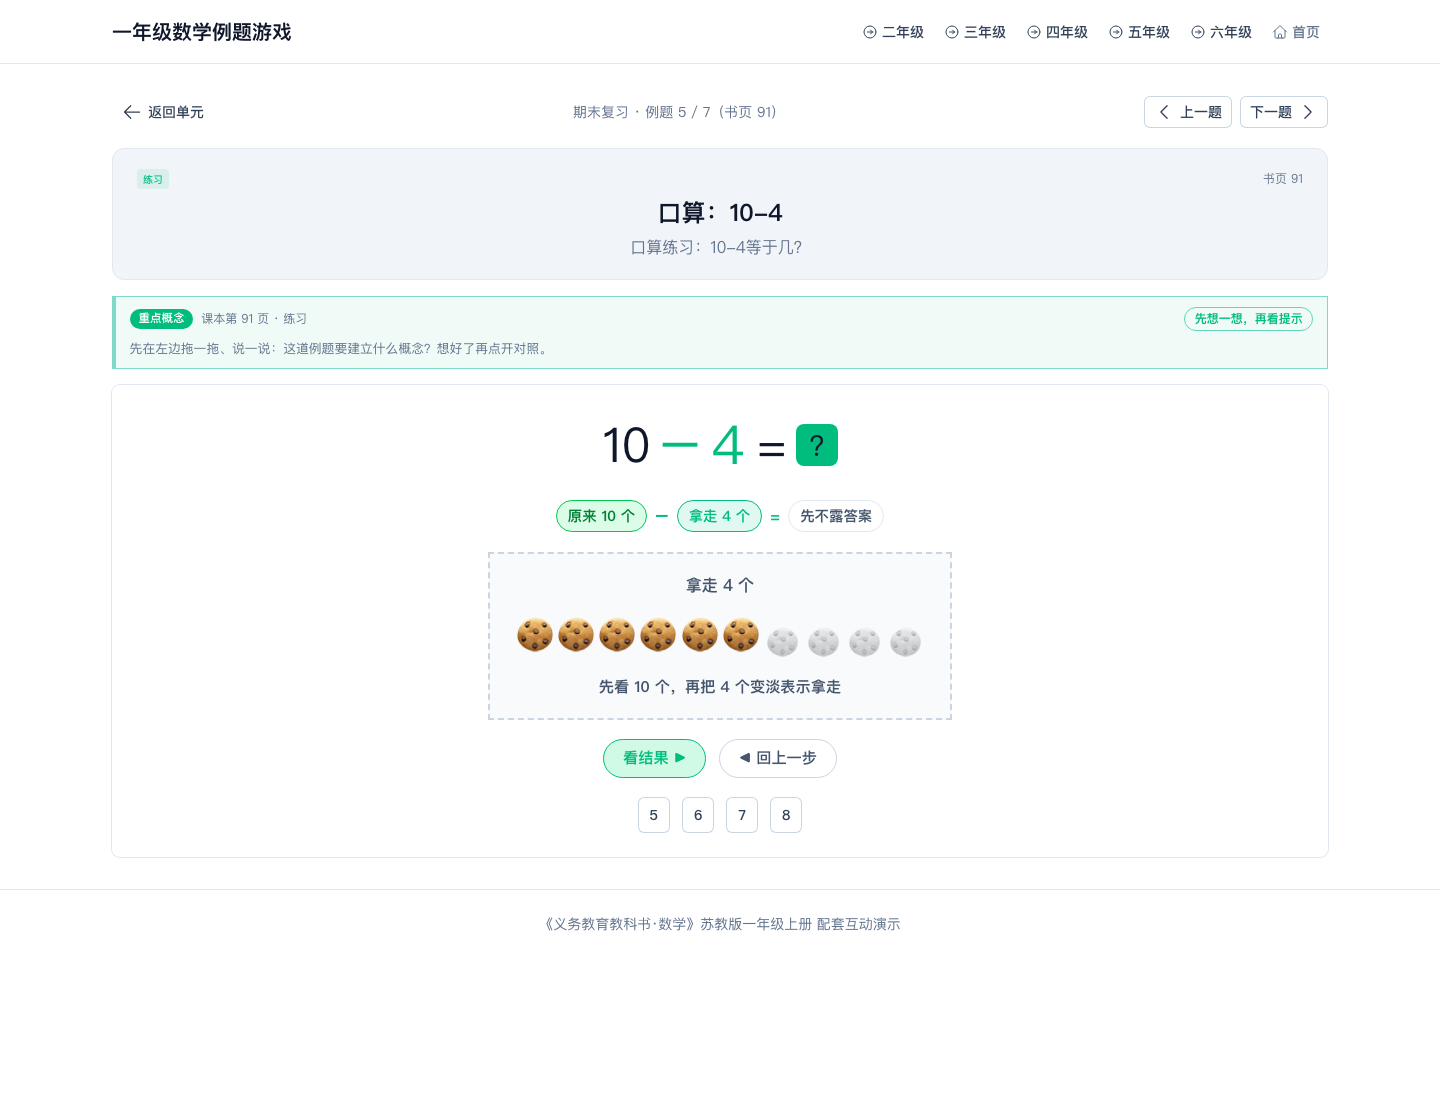 一年级数学例题游戏
二年级 三年级 四年级 五年级 六年级 首页
返回单元
期末复习 · 例题 5 / 7（书页 91）
上一题 下一题
练习
书页 91
口算：10-4
口算练习：10-4等于几？
重点概念 课本第 91 页 · 练习
先想一想，再看提示
先在左边拖一拖、说一说：这道例题要建立什么概念？想好了再点开对照。
10 － 4 = ?
原来 10 个 － 拿走 4 个 = 先不露答案
拿走 4 个
先看 10 个，再把 4 个变淡表示拿走
看结果 ▶ ◀ 回上一步
5 6 7 8
《义务教育教科书·数学》苏教版一年级上册 配套互动演示